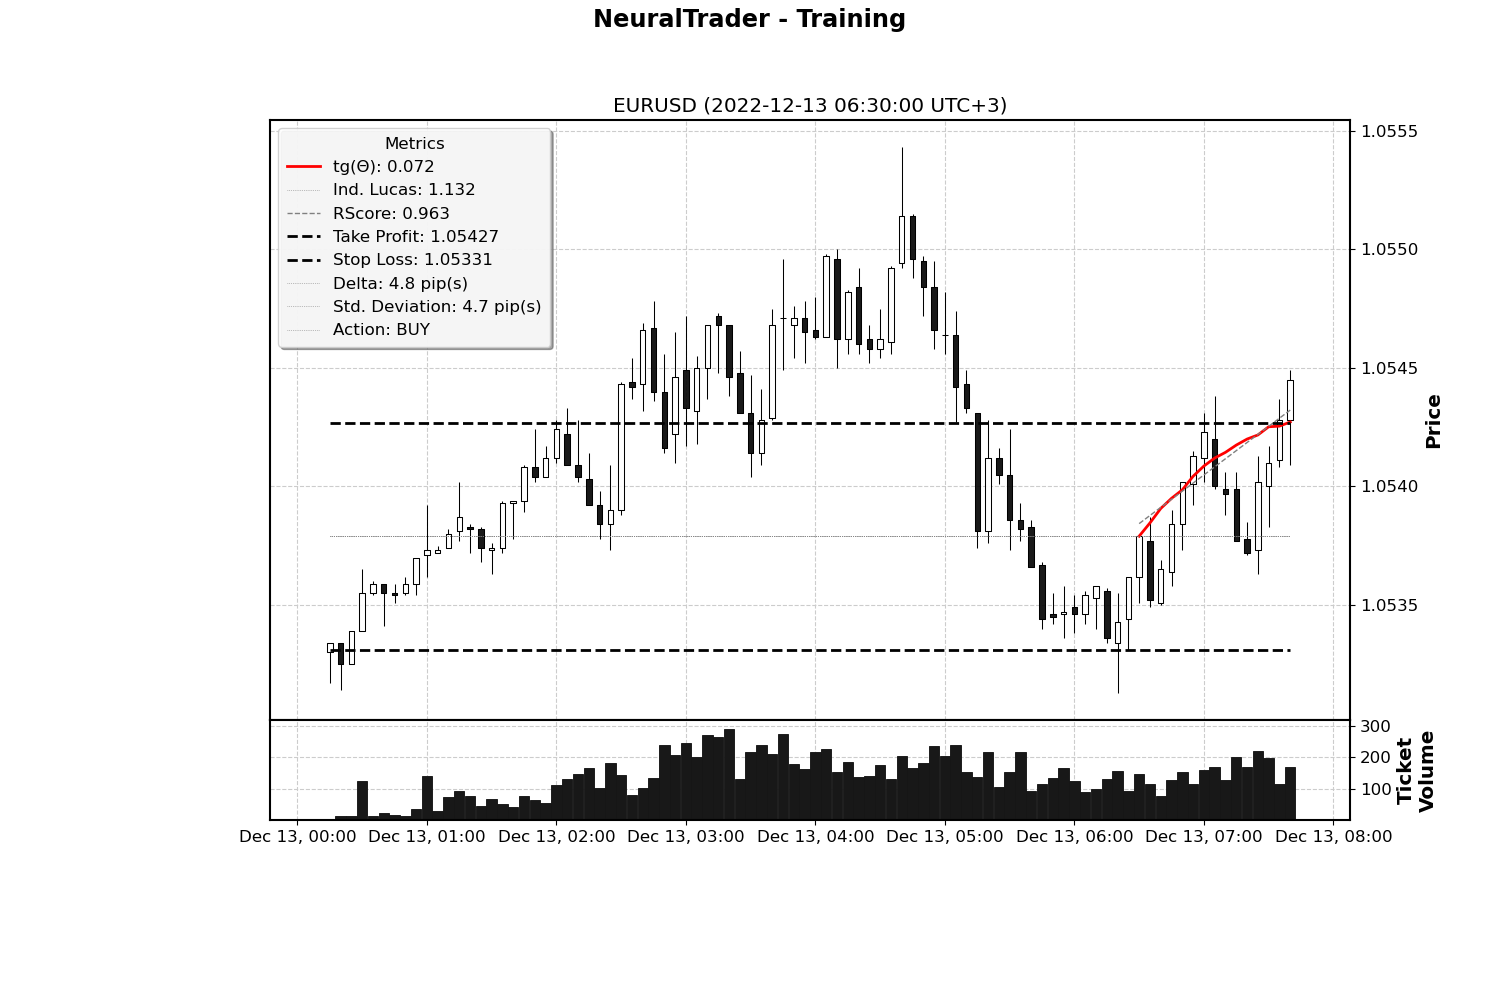 NeuralTrader - Training
EURUSD (2022-12-13 06:30:00 UTC+3)
Metrics
tg(Θ): 0.072
Ind. Lucas: 1.132
RScore: 0.963
Take Profit: 1.05427
Stop Loss: 1.05331
Delta: 4.8 pip(s)
Std. Deviation: 4.7 pip(s)
Action: BUY
1.0555
1.0550
1.0545
1.0540
1.0535
Price
300
200
100
Ticket
Volume
Dec 13, 00:00 Dec 13, 01:00 Dec 13, 02:00 Dec 13, 03:00 Dec 13, 04:00 Dec 13, 05:00 Dec 13, 06:00 Dec 13, 07:00 Dec 13, 08:00